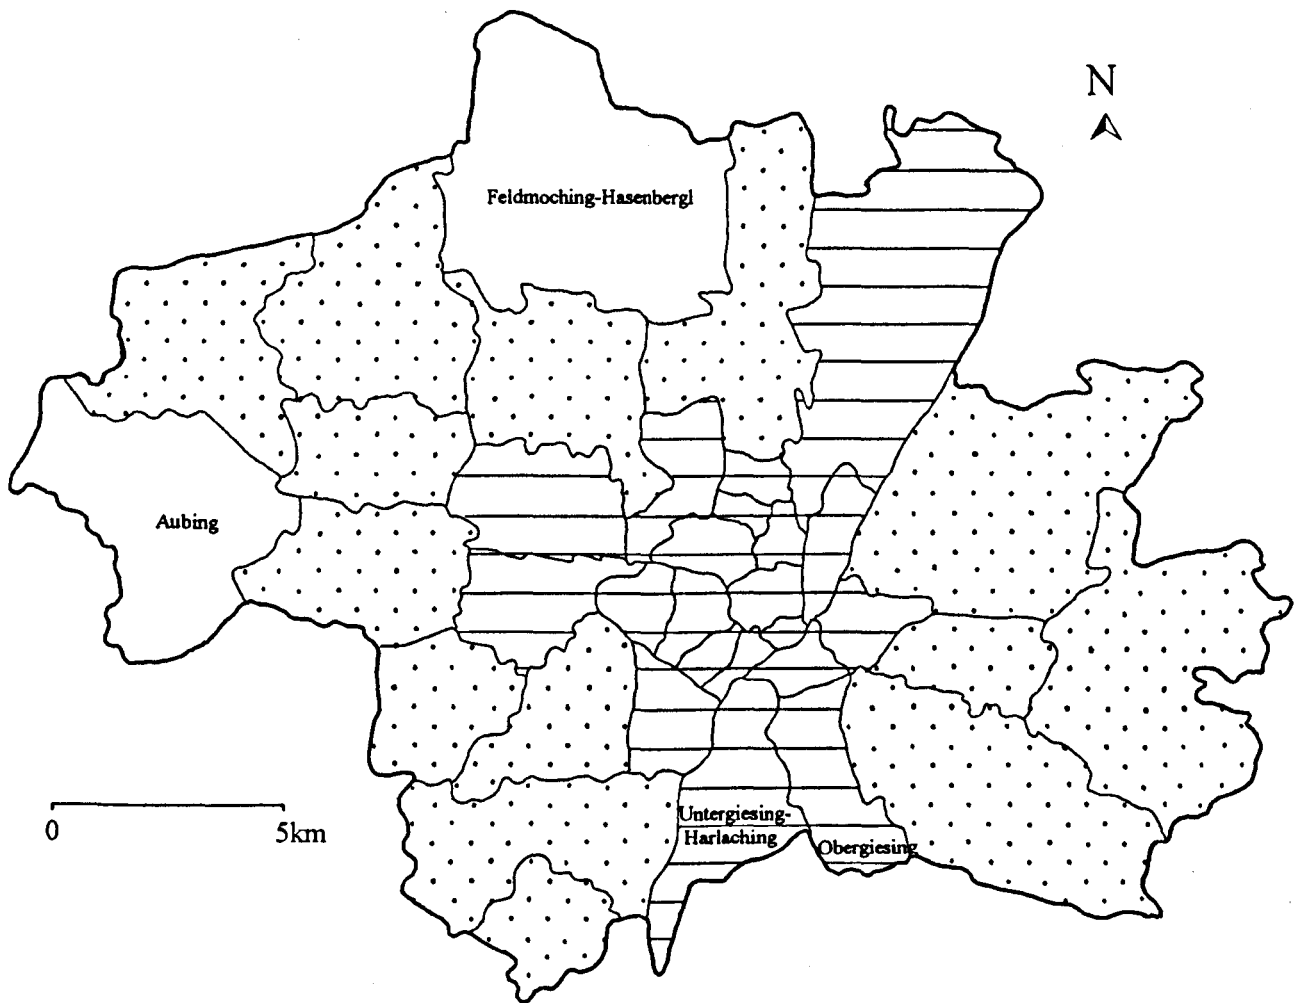 N
Feldmoching-Hasenbergl
Aubing
Untergiesing-
Harlaching
Obergiesing
0 5km